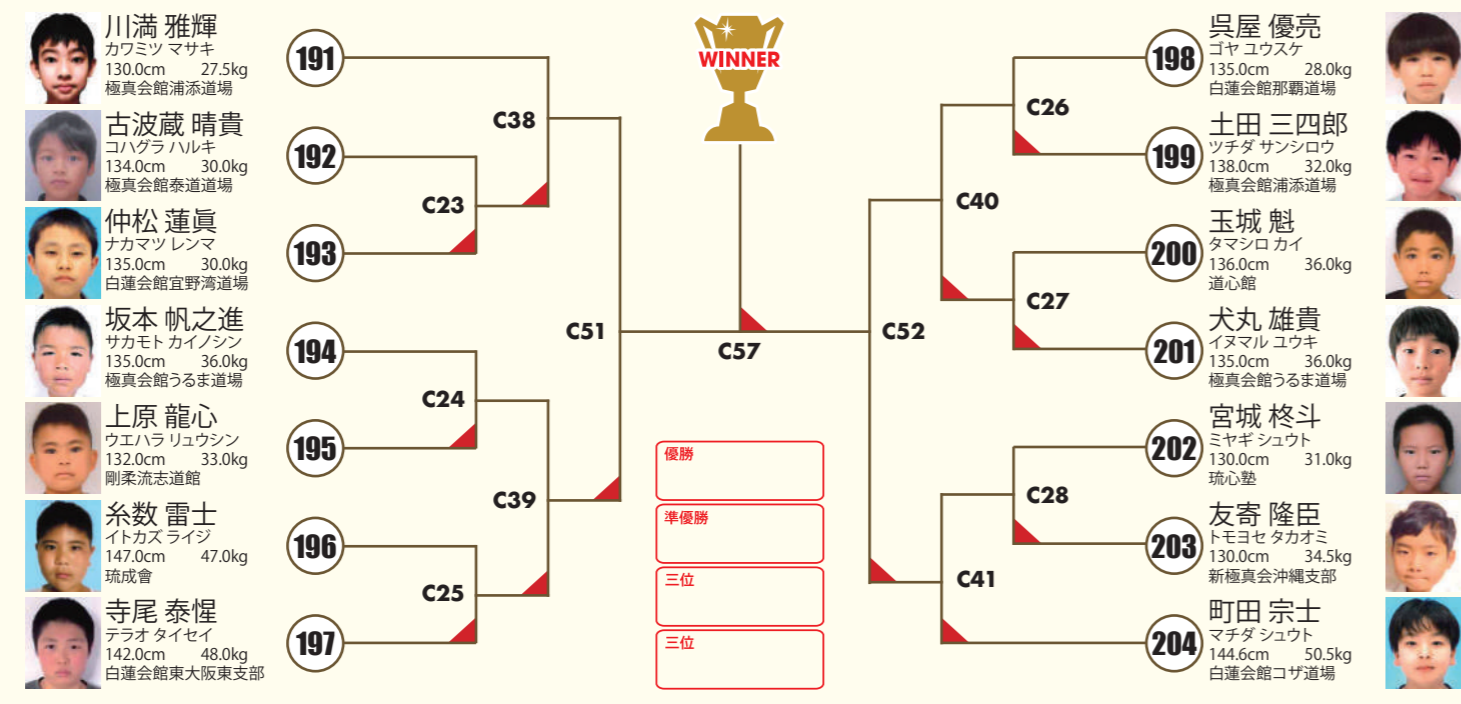 川満 雅輝
カワミツ マサキ
130.0cm 27.5kg
極真会館浦添道場
191
古波蔵 晴貴
コハグラ ハルキ
134.0cm 30.0kg
極真会館泰道道場
192
仲松 蓮眞
ナカマツ レンマ
135.0cm 30.0kg
白蓮会館宜野湾道場
193
坂本 帆之進
サカモト カイノシン
135.0cm 36.0kg
極真会館うるま道場
194
上原 龍心
ウエハラ リュウシン
132.0cm 33.0kg
剛柔流志道館
195
糸数 雷士
イトカズ ライジ
147.0cm 47.0kg
琉成會
196
寺尾 泰惺
テラオ タイセイ
142.0cm 48.0kg
白蓮会館東大阪東支部
197
C38
C23
C24
C39
C25
C51
WINNER
C57
優勝
準優勝
三位
三位
C52
C26
C40
C27
C28
C41
198
呉屋 優亮
ゴヤ ユウスケ
135.0cm 28.0kg
白蓮会館那覇道場
199
土田 三四郎
ツチダ サンシロウ
138.0cm 32.0kg
極真会館浦添道場
200
玉城 魁
タマシロ カイ
136.0cm 36.0kg
道心館
201
犬丸 雄貴
イヌマル ユウキ
135.0cm 36.0kg
極真会館うるま道場
202
宮城 柊斗
ミヤギ シュウト
130.0cm 31.0kg
琉心塾
203
友寄 隆臣
トモヨセ タカオミ
130.0cm 34.5kg
新極真会沖縄支部
204
町田 宗士
マチダ シュウト
144.6cm 50.5kg
白蓮会館コザ道場